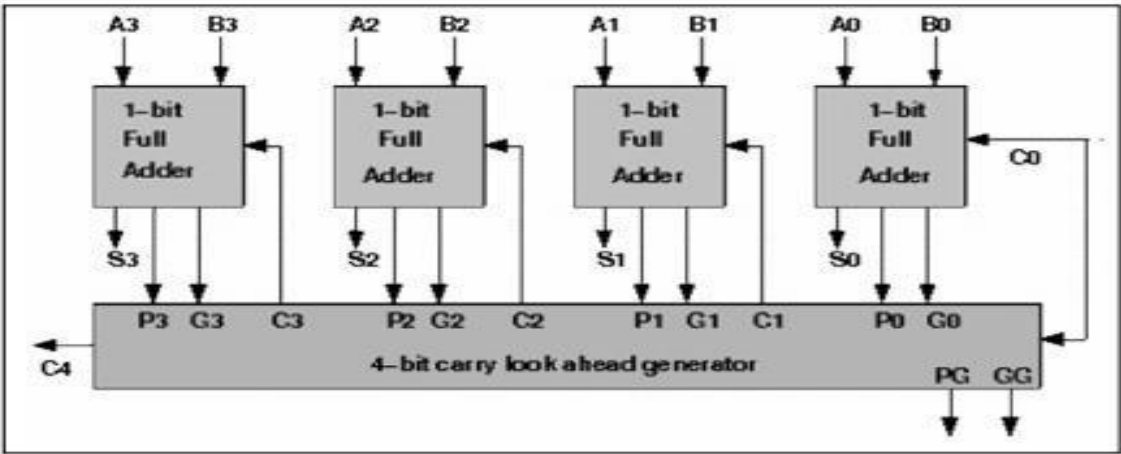 A3 B3 A2 B2 A1 B1 A0 B0
1-bit 1-bit 1-bit 1-bit
Full Full Full Full
Adder Adder Adder Adder
C0
S3 S2 S1 S0
P3 G3 C3 P2 G2 C2 P1 G1 C1 P0 G0
C4
4-bit carry look ahead generator
PG GG